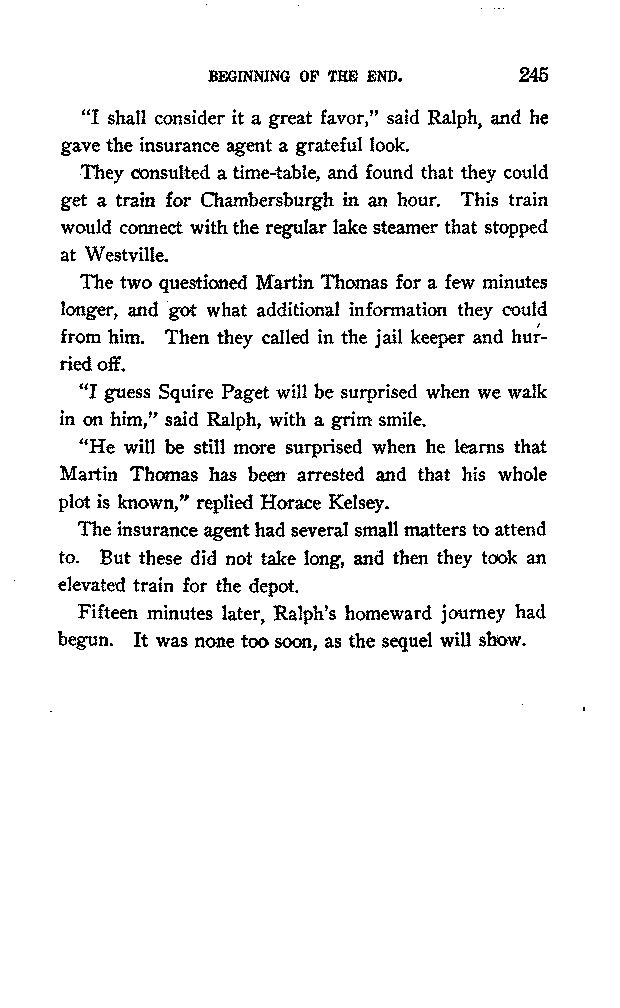 BEGINNING OF THE END. 245
"I shall consider it a great favor," said Ralph, and he
gave the insurance agent a grateful look.
They consulted a time-table, and found that they could
get a train for Chambersburgh in an hour. This train
would connect with the regular lake steamer that stopped
at Westville.
The two questioned Martin Thomas for a few minutes
longer, and got what additional information they could
from him. Then they called in the jail keeper and hur-
ried off.
"I guess Squire Paget will be surprised when we walk
in on him," said Ralph, with a grim smile.
"He will be still more surprised when he learns that
Martin Thomas has been arrested and that his whole
plot is known," replied Horace Kelsey.
The insurance agent had several small matters to attend
to. But these did not take long, and then they took an
elevated train for the depot.
Fifteen minutes later, Ralph's homeward journey had
begun. It was none too soon, as the sequel will show.